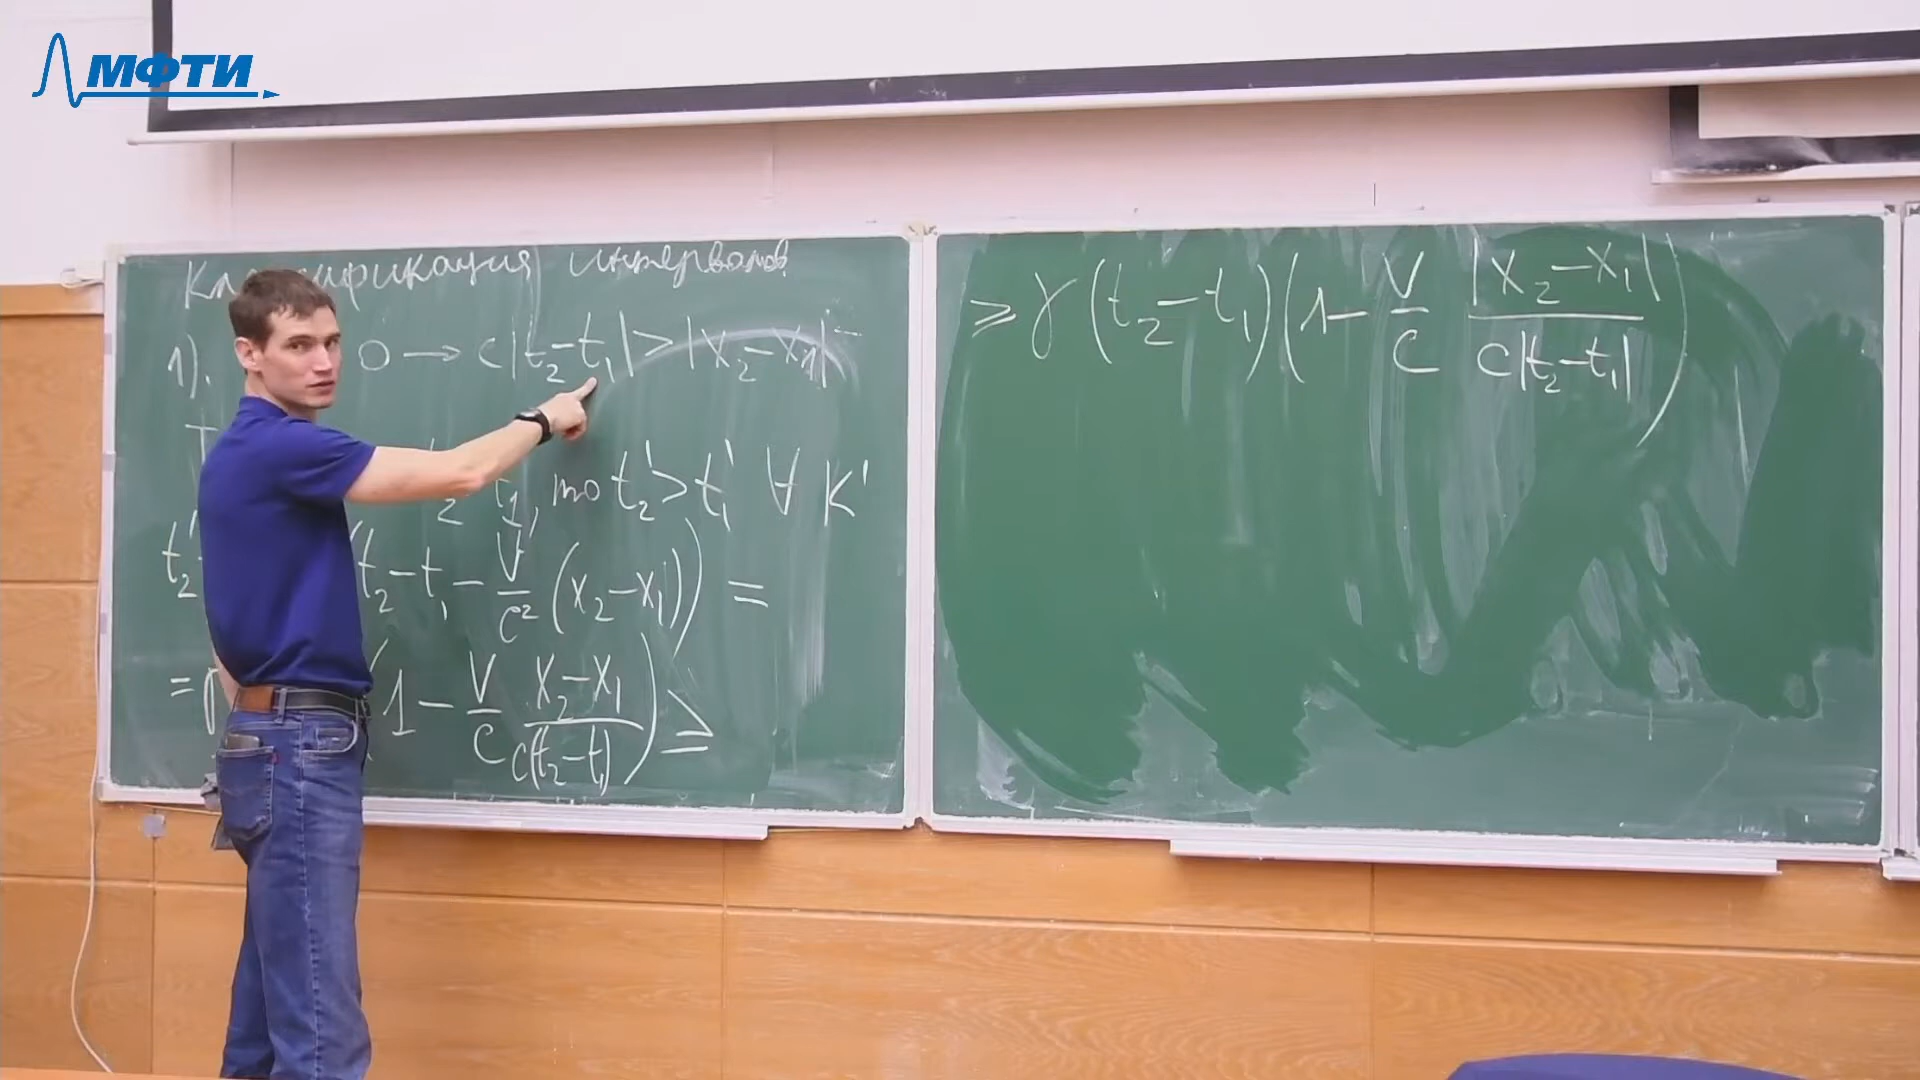 МФТИ
интервалов
1). 0 → c|t₂−t₁| > |x₂−x₁|
t₁, то t₂' > t₁' ∀ K'
t₂' (t₂−t₁ − V/c² (x₂−x₁)) =
= (1 − V/c (x₂−x₁)/(c(t₂−t₁))) ≥
≥ γ(t₂−t₁)(1 − V/c |x₂−x₁|/(c|t₂−t₁|))